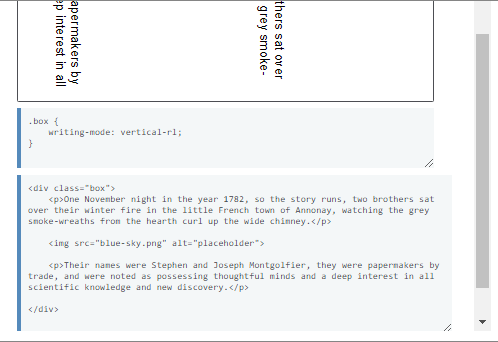 thers sat over
grey smoke-
apermakers by
p interest in all
.box {
    writing-mode: vertical-rl;
}
<div class="box">
    <p>One November night in the year 1782, so the story runs, two brothers sat
over their winter fire in the little French town of Annonay, watching the grey
smoke-wreaths from the hearth curl up the wide chimney.</p>
    <img src="blue-sky.png" alt="placeholder">
    <p>Their names were Stephen and Joseph Montgolfier, they were papermakers by
trade, and were noted as possessing thoughtful minds and a deep interest in all
scientific knowledge and new discovery.</p>
</div>